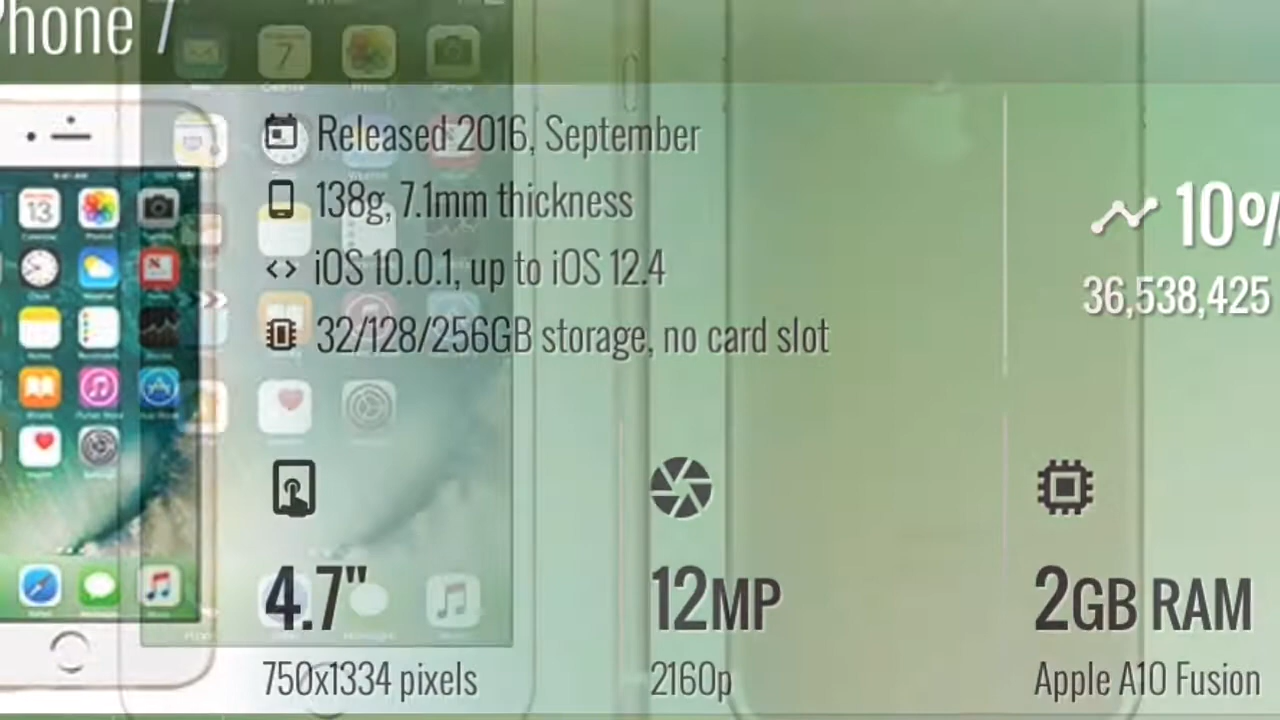 Phone 7
Released 2016, September
138g, 7.1mm thickness
iOS 10.0.1, up to iOS 12.4
32/128/256GB storage, no card slot
10%
36,538,425
4.7"
750x1334 pixels
12MP
2160p
2GB RAM
Apple A10 Fusion
7
13